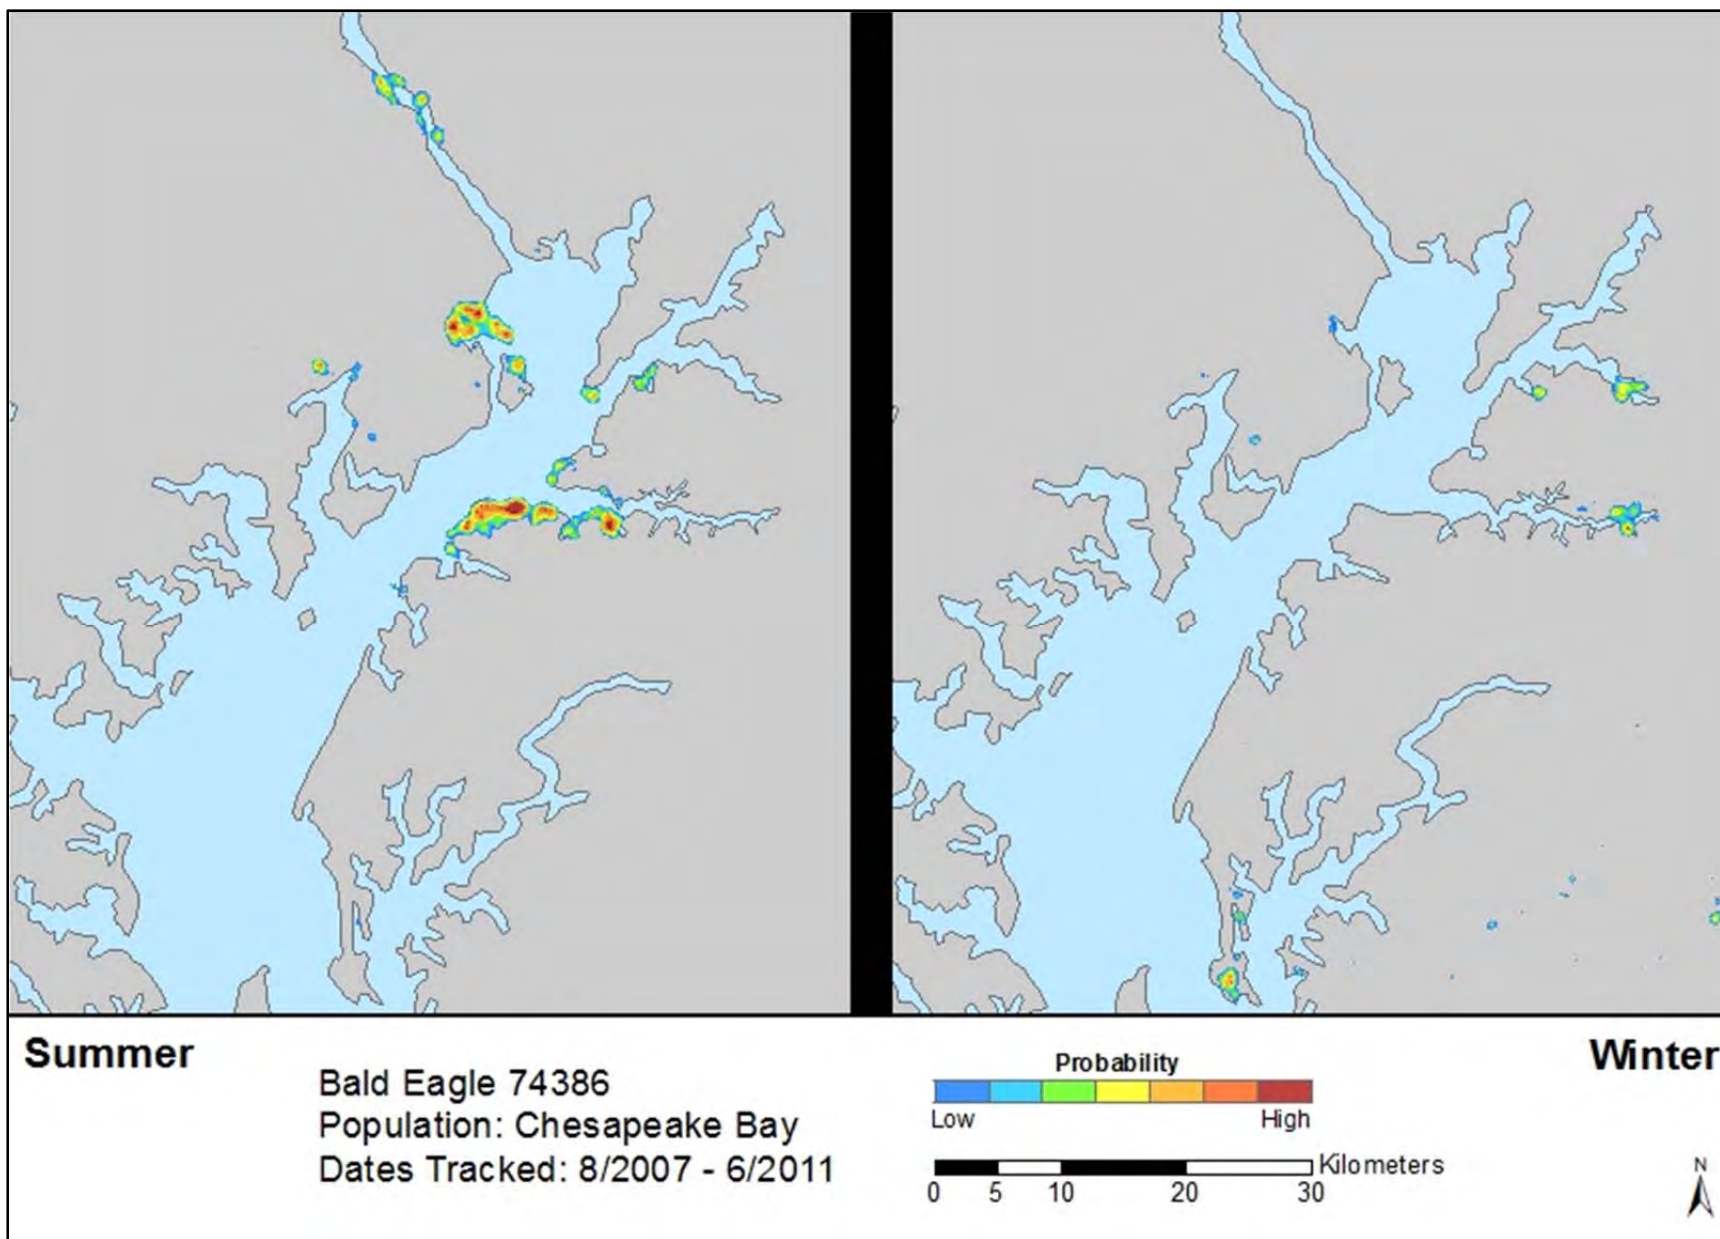 Summer
Winter
Bald Eagle 74386
Population: Chesapeake Bay
Dates Tracked: 8/2007 - 6/2011
Probability
Low
High
Kilometers
0 5 10 20 30
N